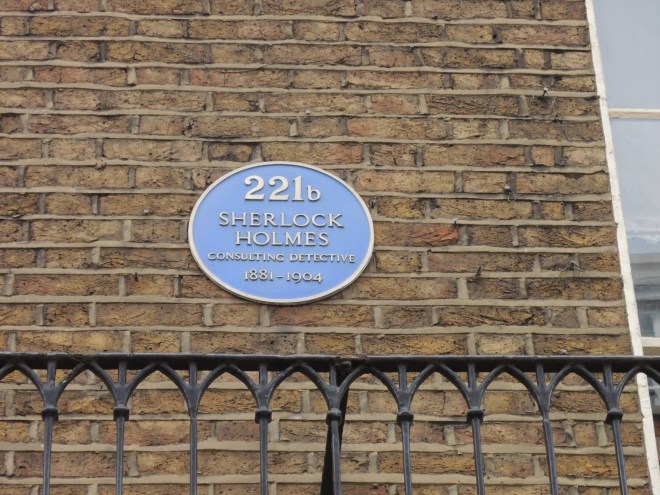 221b
SHERLOCK
HOLMES
CONSULTING DETECTIVE
1881-1904